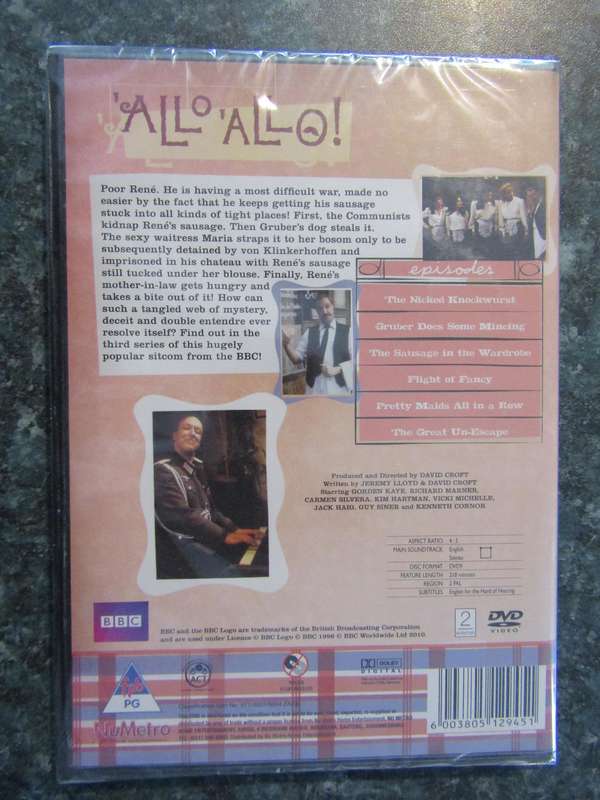 'ALLO 'ALLO!
Poor René. He is having a most difficult war, made no
easier by the fact that he keeps getting his sausage
stuck into all kinds of tight places! First, the Communists
kidnap René's sausage. Then Gruber's dog steals it.
The sexy waitress Maria straps it to her bosom only to be
subsequently detained by von Klinkerhoffen and
imprisoned in his chateau with René's sausage
still tucked under her blouse. Finally, René's
mother-in-law gets hungry and
takes a bite out of it! How can
such a tangled web of mystery,
deceit and double entendre ever
resolve itself? Find out in the
third series of this hugely
popular sitcom from the BBC!
episodes
The Nicked Knockwurst
Gruber Does Some Mincing
The Sausage in the Wardrobe
Flight of Fancy
Pretty Maids All in a Row
The Great Un-Escape
Produced and Directed by DAVID CROFT
Written by JEREMY LLOYD & DAVID CROFT
Starring GORDEN KAYE, RICHARD MARNER,
CARMEN SILVERA, KIM HARTMAN, VICKI MICHELLE,
JACK HAIG, GUY SINER and KENNETH CONNOR
ASPECT RATIO 4:3
MAIN SOUNDTRACK English
Stereo
DISC FORMAT DVD9
FEATURE LENGTH
REGION 2 PAL
SUBTITLES English for the Hard of Hearing
BBC
2
DVD
VIDEO
BBC and the BBC Logo are trademarks of the British Broadcasting Corporation
and are used under Licence © BBC Logo © BBC 1996 © BBC Worldwide Ltd 2010.
PG
NuMetro
ACT
DOLBY
DIGITAL
6 003805 129451